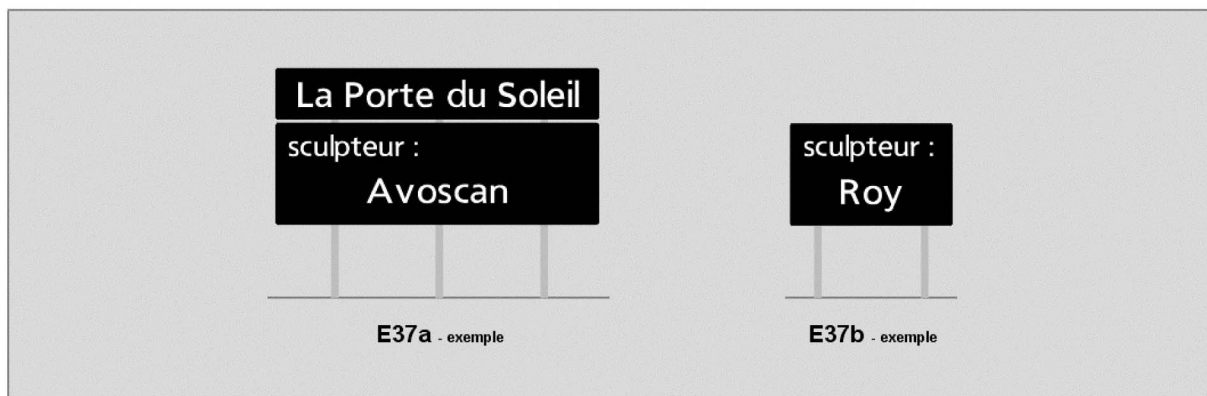 La Porte du Soleil
sculpteur :
Avoscan
E37a - exemple
sculpteur :
Roy
E37b - exemple